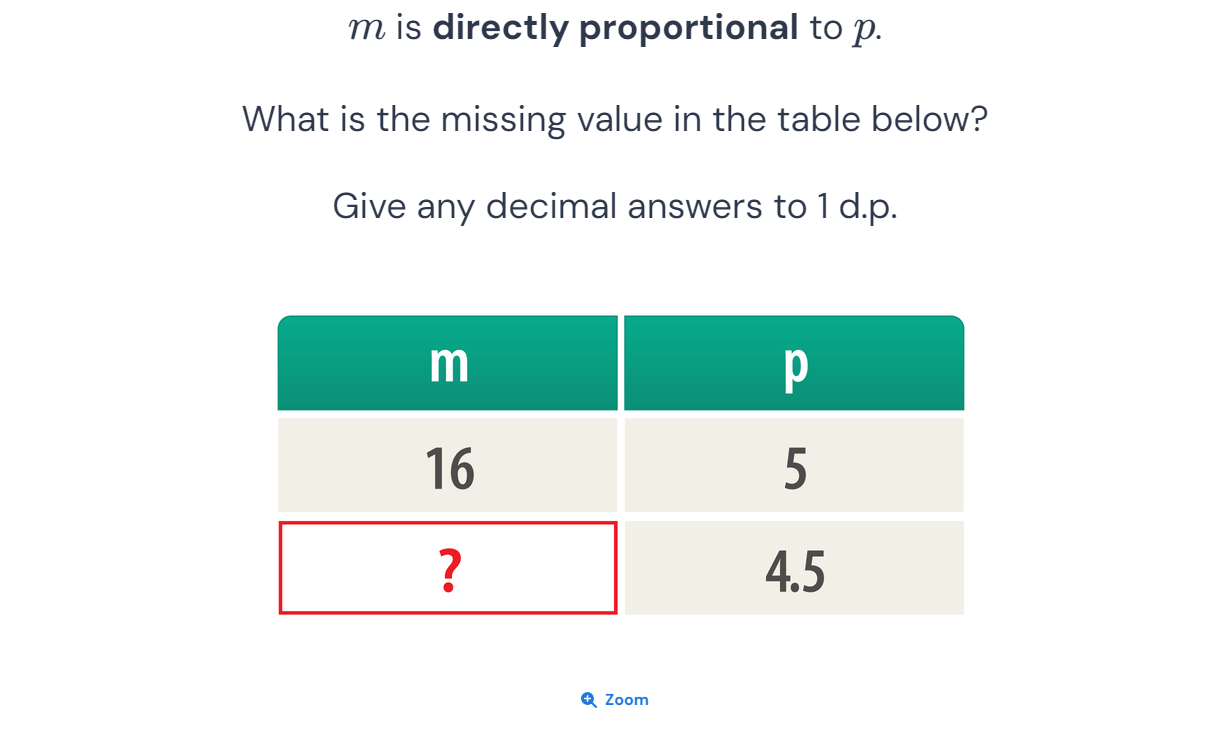 m is directly proportional to p.
What is the missing value in the table below?
Give any decimal answers to 1 d.p.
m p
16 5
? 4.5
Zoom